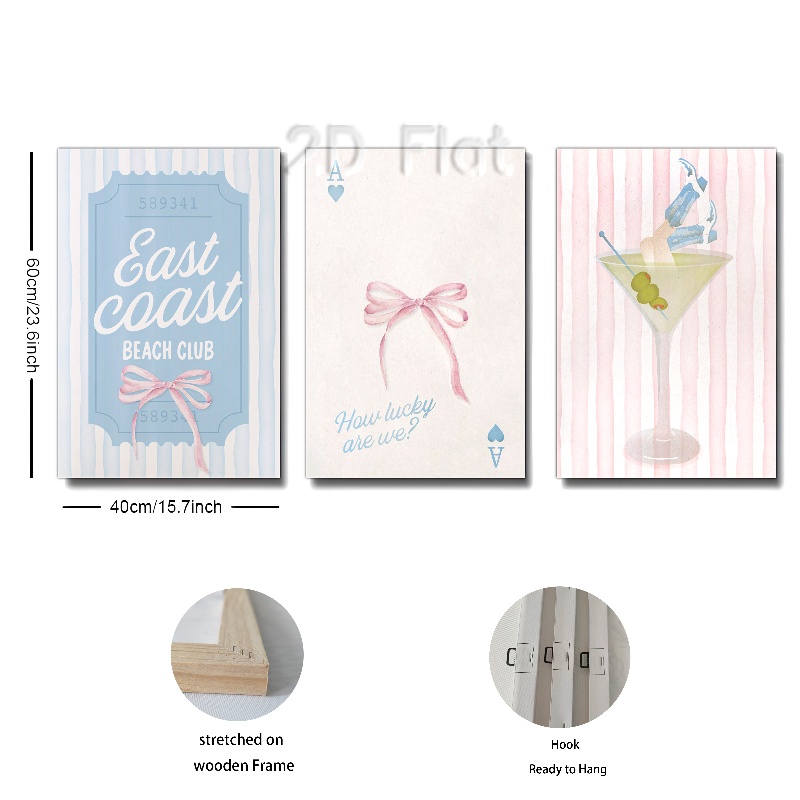 2D Flat
589341
East
coast
BEACH CLUB
589341
A
How lucky
are we?
A
60cm/23.6inch
40cm/15.7inch
stretched on
wooden Frame
Hook
Ready to Hang